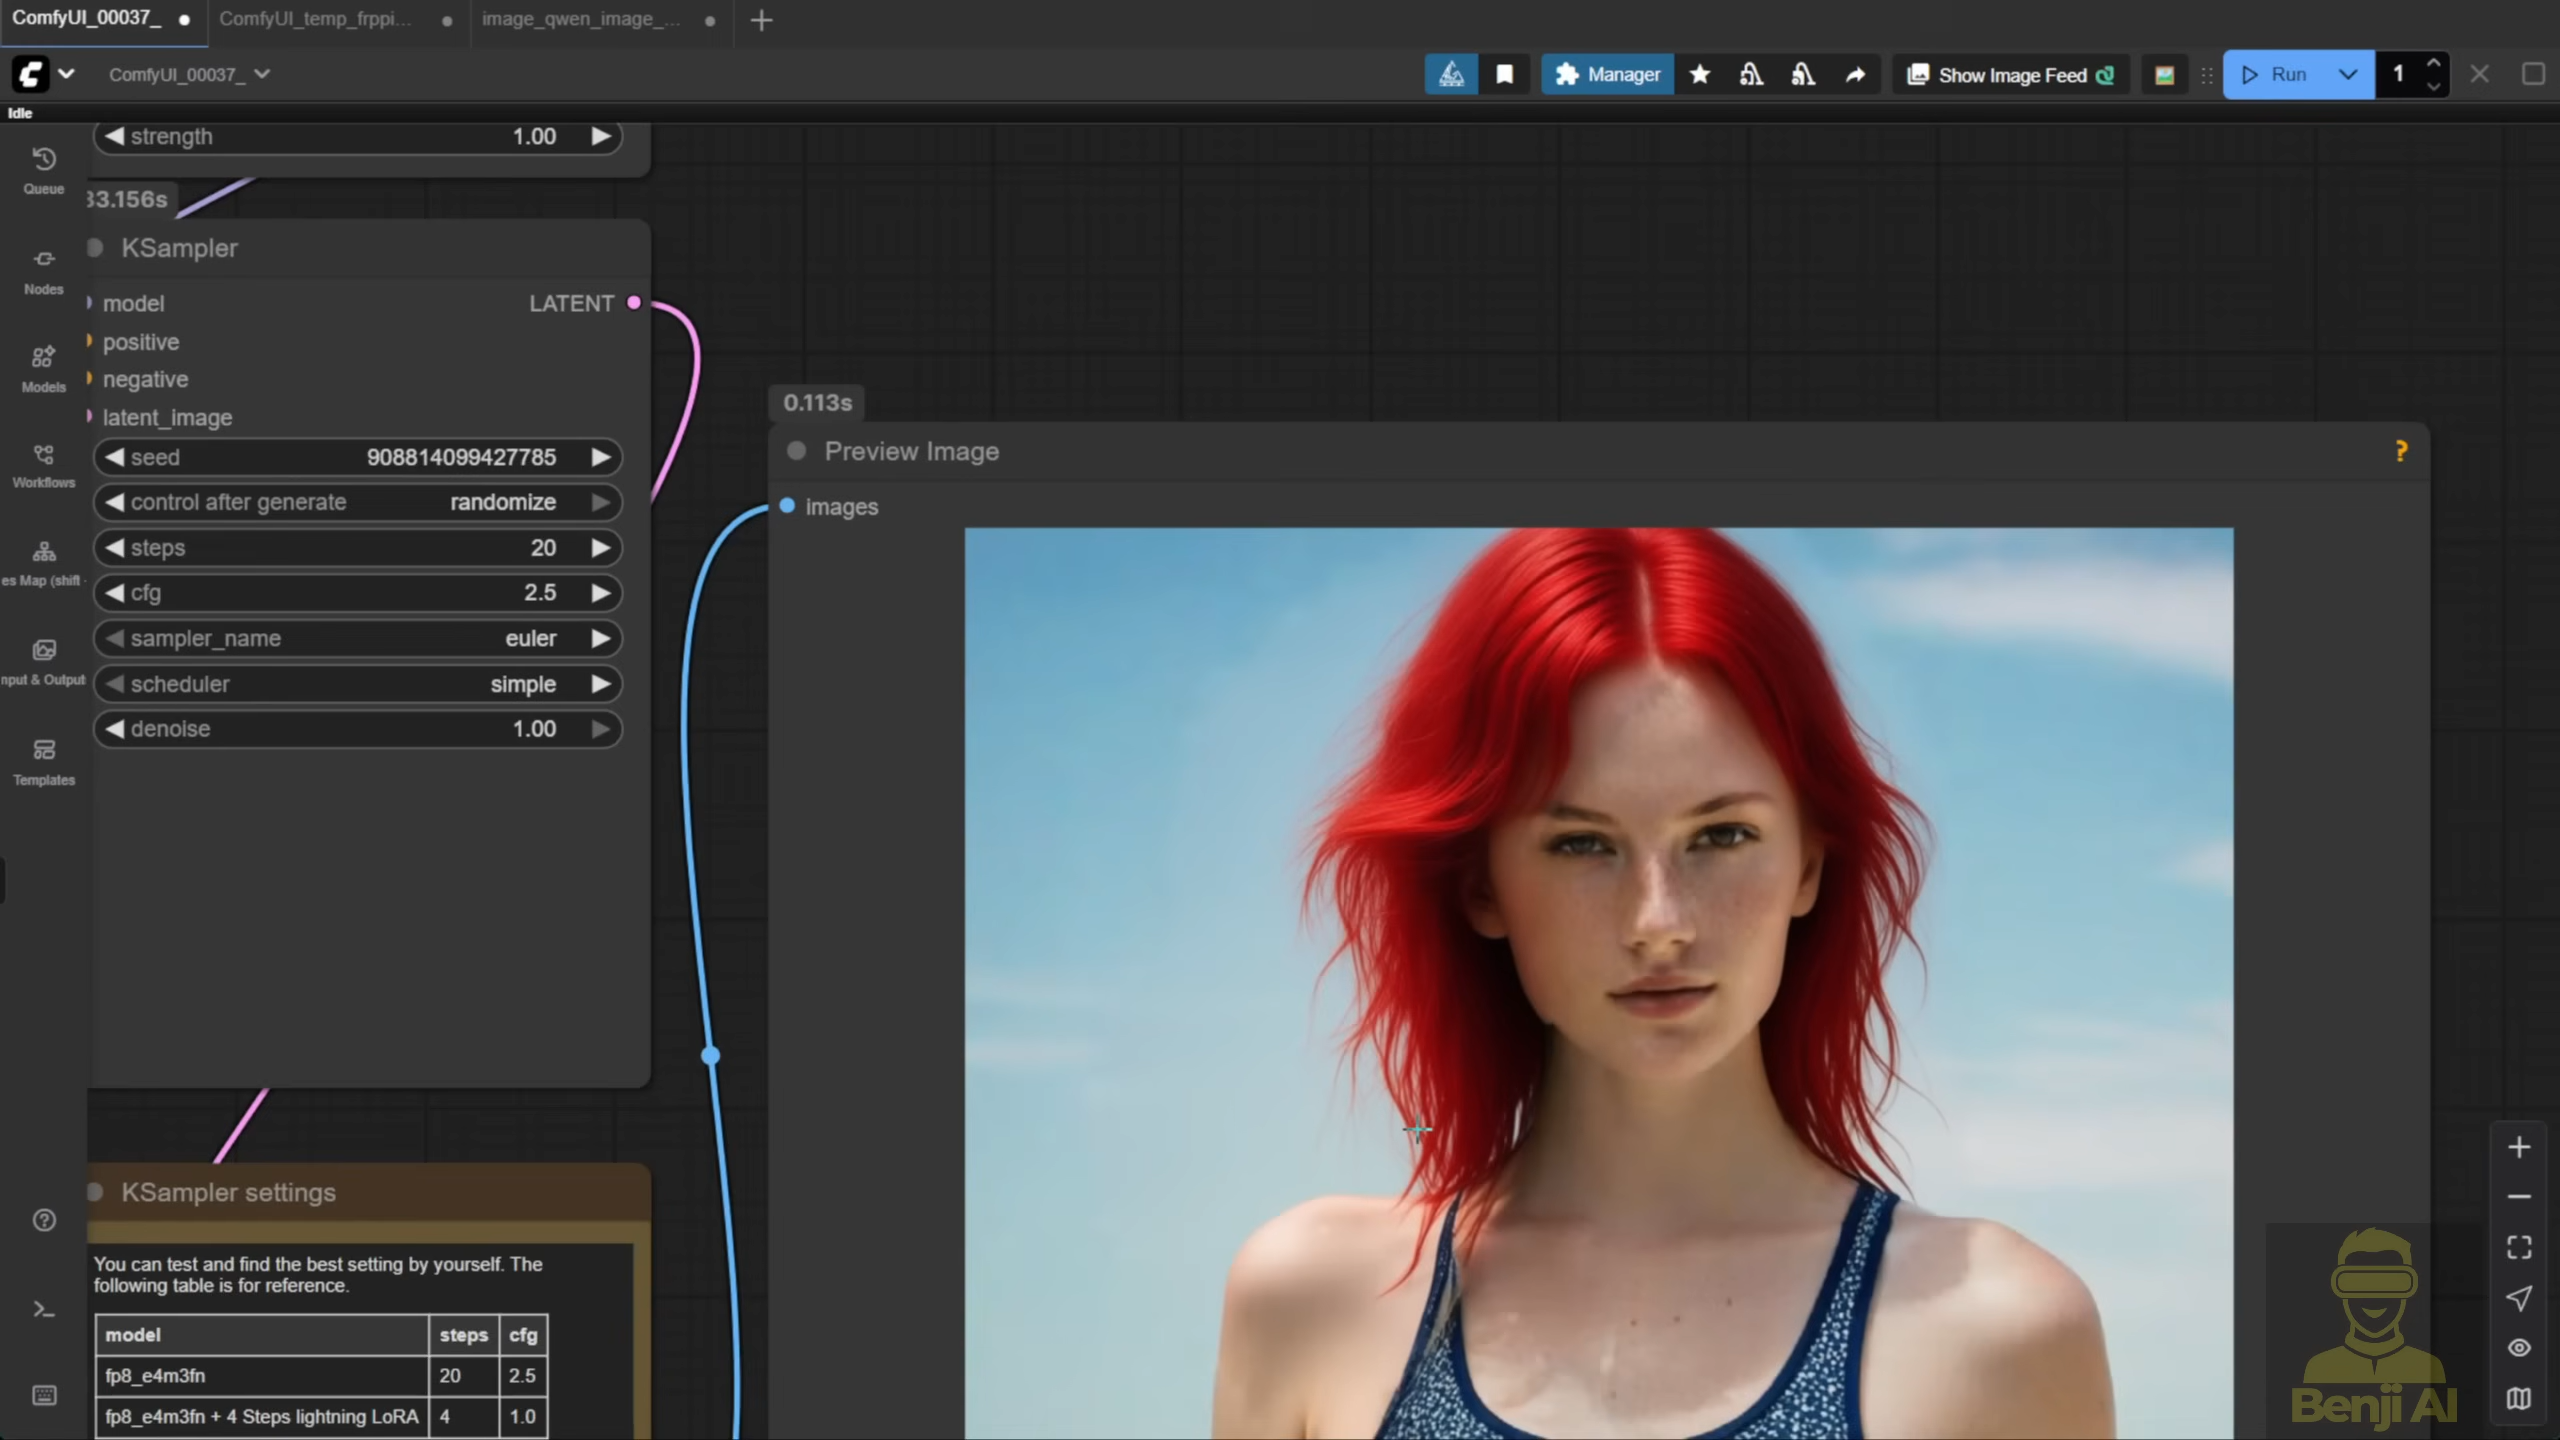 ComfyUI_00037_
ComfyUI_temp_frppi...
image_qwen_image_...
ComfyUI_00037_
Manager
Show Image Feed
Run
1
Idle
strength 1.00
Queue
33.156s
KSampler
Nodes
model LATENT
positive
negative
Models
latent_image
0.113s
Preview Image
?
seed 908814099427785
Workflows
control after generate randomize
images
steps 20
es Map (shift -
cfg 2.5
sampler_name euler
nput & Output
scheduler simple
denoise 1.00
Templates
KSampler settings
You can test and find the best setting by yourself. The
following table is for reference.
model steps cfg
fp8_e4m3fn 20 2.5
fp8_e4m3fn + 4 Steps lightning LoRA 4 1.0
Benji AI